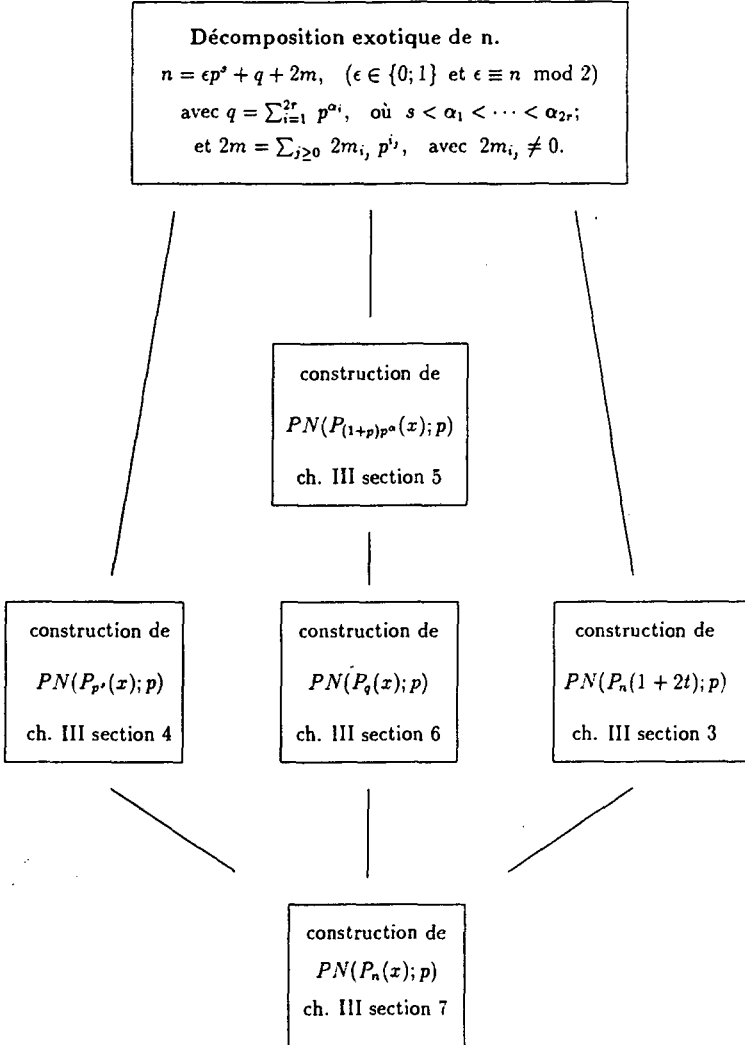 Décomposition exotique de n.
n = ϵp^s + q + 2m, (ϵ ∈ {0; 1} et ϵ ≡ n mod 2)
avec q = ∑_{i=1}^{2r} p^{α_i}, où s < α_1 < ⋯ < α_{2r};
et 2m = ∑_{j≥0} 2m_{i_j} p^{i_j}, avec 2m_{i_j} ≠ 0.
construction de
PN(P_{(1+p)p^α}(x); p)
ch. III section 5
construction de
PN(P_{p^s}(x); p)
ch. III section 4
construction de
PN(P_q(x); p)
ch. III section 6
construction de
PN(P_n(1 + 2t); p)
ch. III section 3
construction de
PN(P_n(x); p)
ch. III section 7